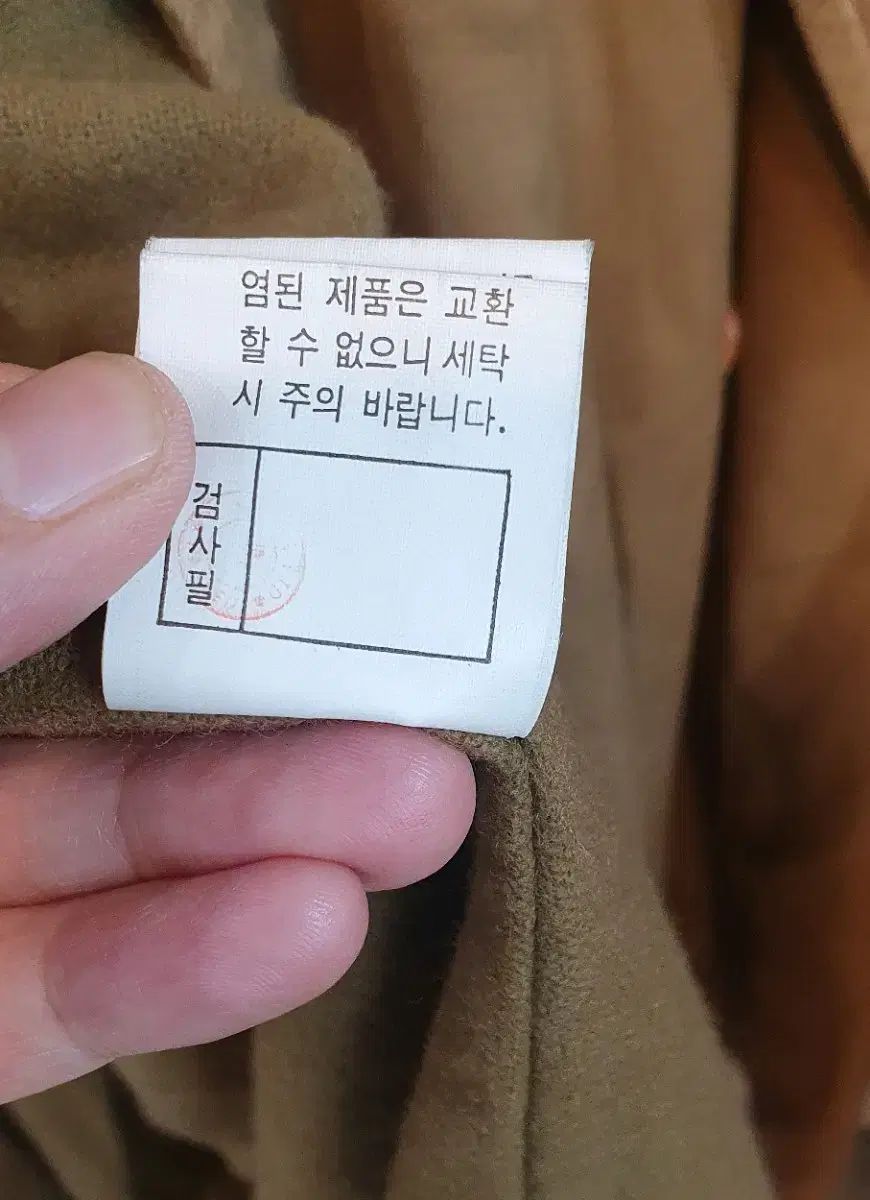 염된 제품은 교환
할 수 없으니 세탁
시 주의 바랍니다.
검
사
필